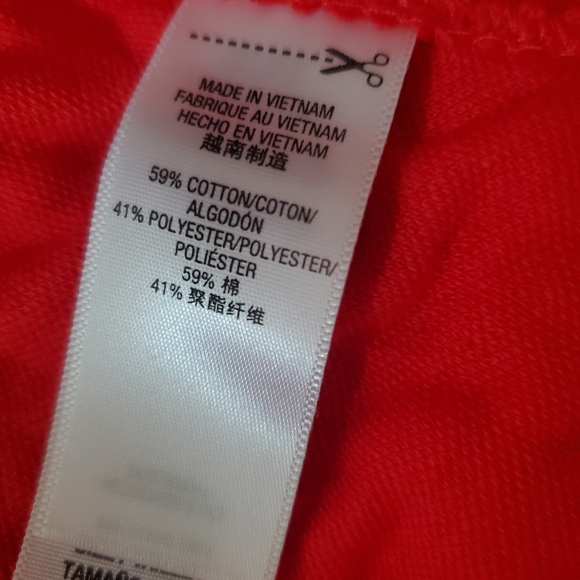 MADE IN VIETNAM
FABRIQUE AU VIETNAM
HECHO EN VIETNAM
越南制造
59% COTTON/COTON/
ALGODÓN
41% POLYESTER/POLYESTER/
POLIÉSTER
59% 棉
41% 聚酯纤维